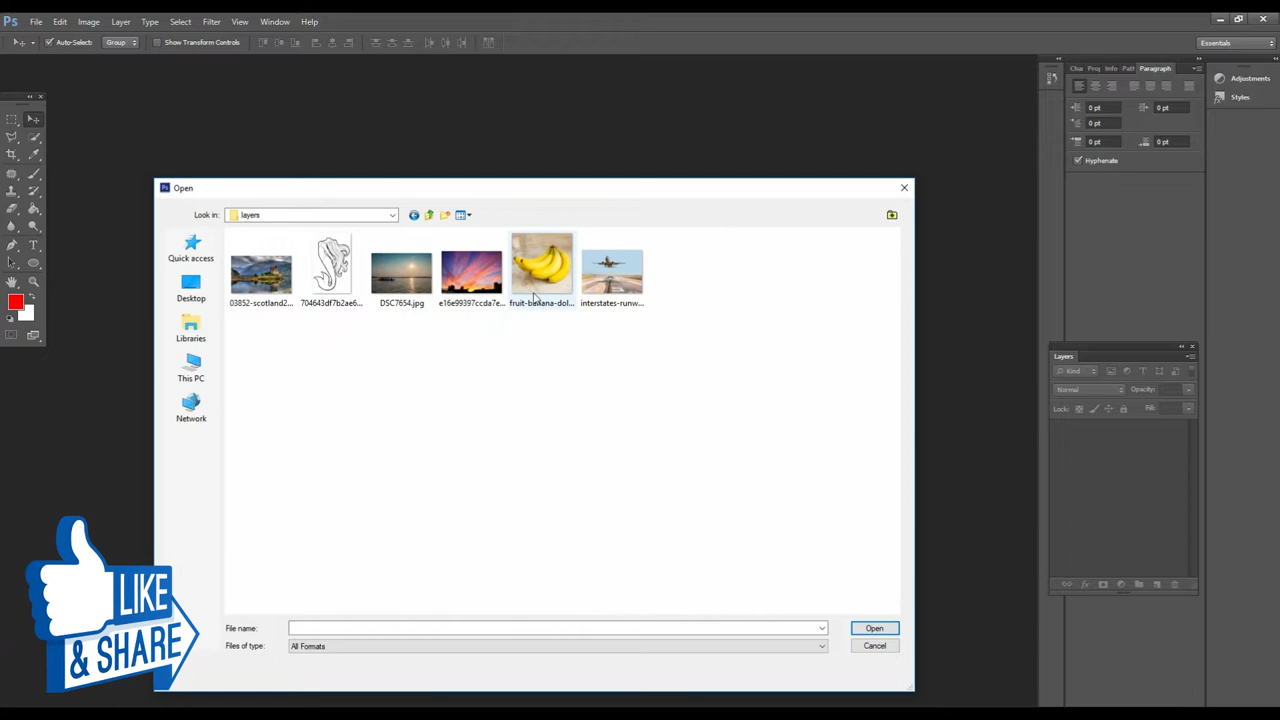 Ps File Edit Image Layer Type Select Filter View Window Help
Auto-Select: Group Show Transform Controls
Essentials
Info Paragraph
Adjustments
Styles
0 pt 0 pt
0 pt
0 pt 0 pt
Hyphenate
Open
Look in: layers
Quick access
Desktop
Libraries
This PC
Network
03852-scotland2... 704643df7b2ae6... DSC7654.jpg e16e99397ccda7e... fruit-banana-dol... interstates-runw...
Layers
Kind
Normal Opacity:
Lock: Fill:
File name: Open
Files of type: All Formats Cancel
LIKE
& SHARE